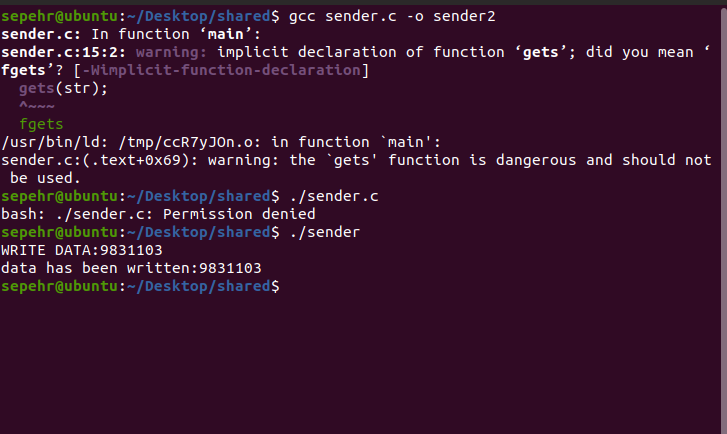 sepehr@ubuntu:~/Desktop/shared$ gcc sender.c -o sender2
sender.c: In function ‘main’:
sender.c:15:2: warning: implicit declaration of function ‘gets’; did you mean ‘
fgets’? [-Wimplicit-function-declaration]
  gets(str);
  ^~~~
  fgets
/usr/bin/ld: /tmp/ccR7yJOn.o: in function `main':
sender.c:(.text+0x69): warning: the `gets' function is dangerous and should not
 be used.
sepehr@ubuntu:~/Desktop/shared$ ./sender.c
bash: ./sender.c: Permission denied
sepehr@ubuntu:~/Desktop/shared$ ./sender
WRITE DATA:9831103
data has been written:9831103
sepehr@ubuntu:~/Desktop/shared$